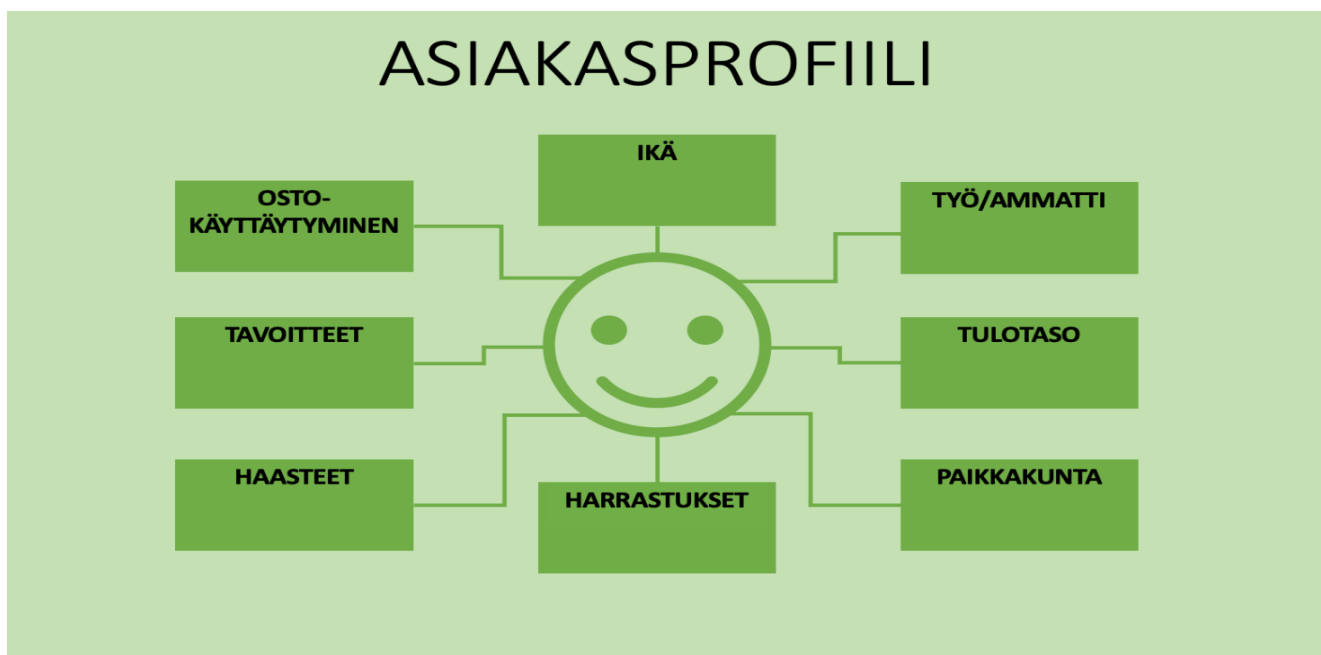 ASIAKASPROFIILI
IKÄ
OSTO-
KÄYTTÄYTYMINEN
TYÖ/AMMATTI
TAVOITTEET
TULOTASO
HAASTEET
HARRASTUKSET
PAIKKAKUNTA